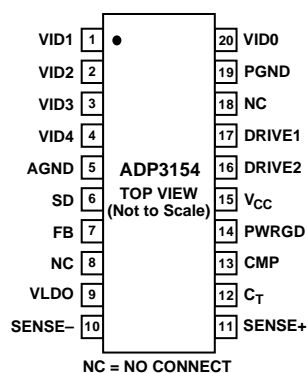 VID1 1 20 VID0
VID2 2 19 PGND
VID3 3 18 NC
VID4 4 17 DRIVE1
AGND 5 ADP3154 16 DRIVE2
SD 6 TOP VIEW 15 VCC
FB 7 (Not to Scale) 14 PWRGD
NC 8 13 CMP
VLDO 9 12 CT
SENSE– 10 11 SENSE+
NC = NO CONNECT